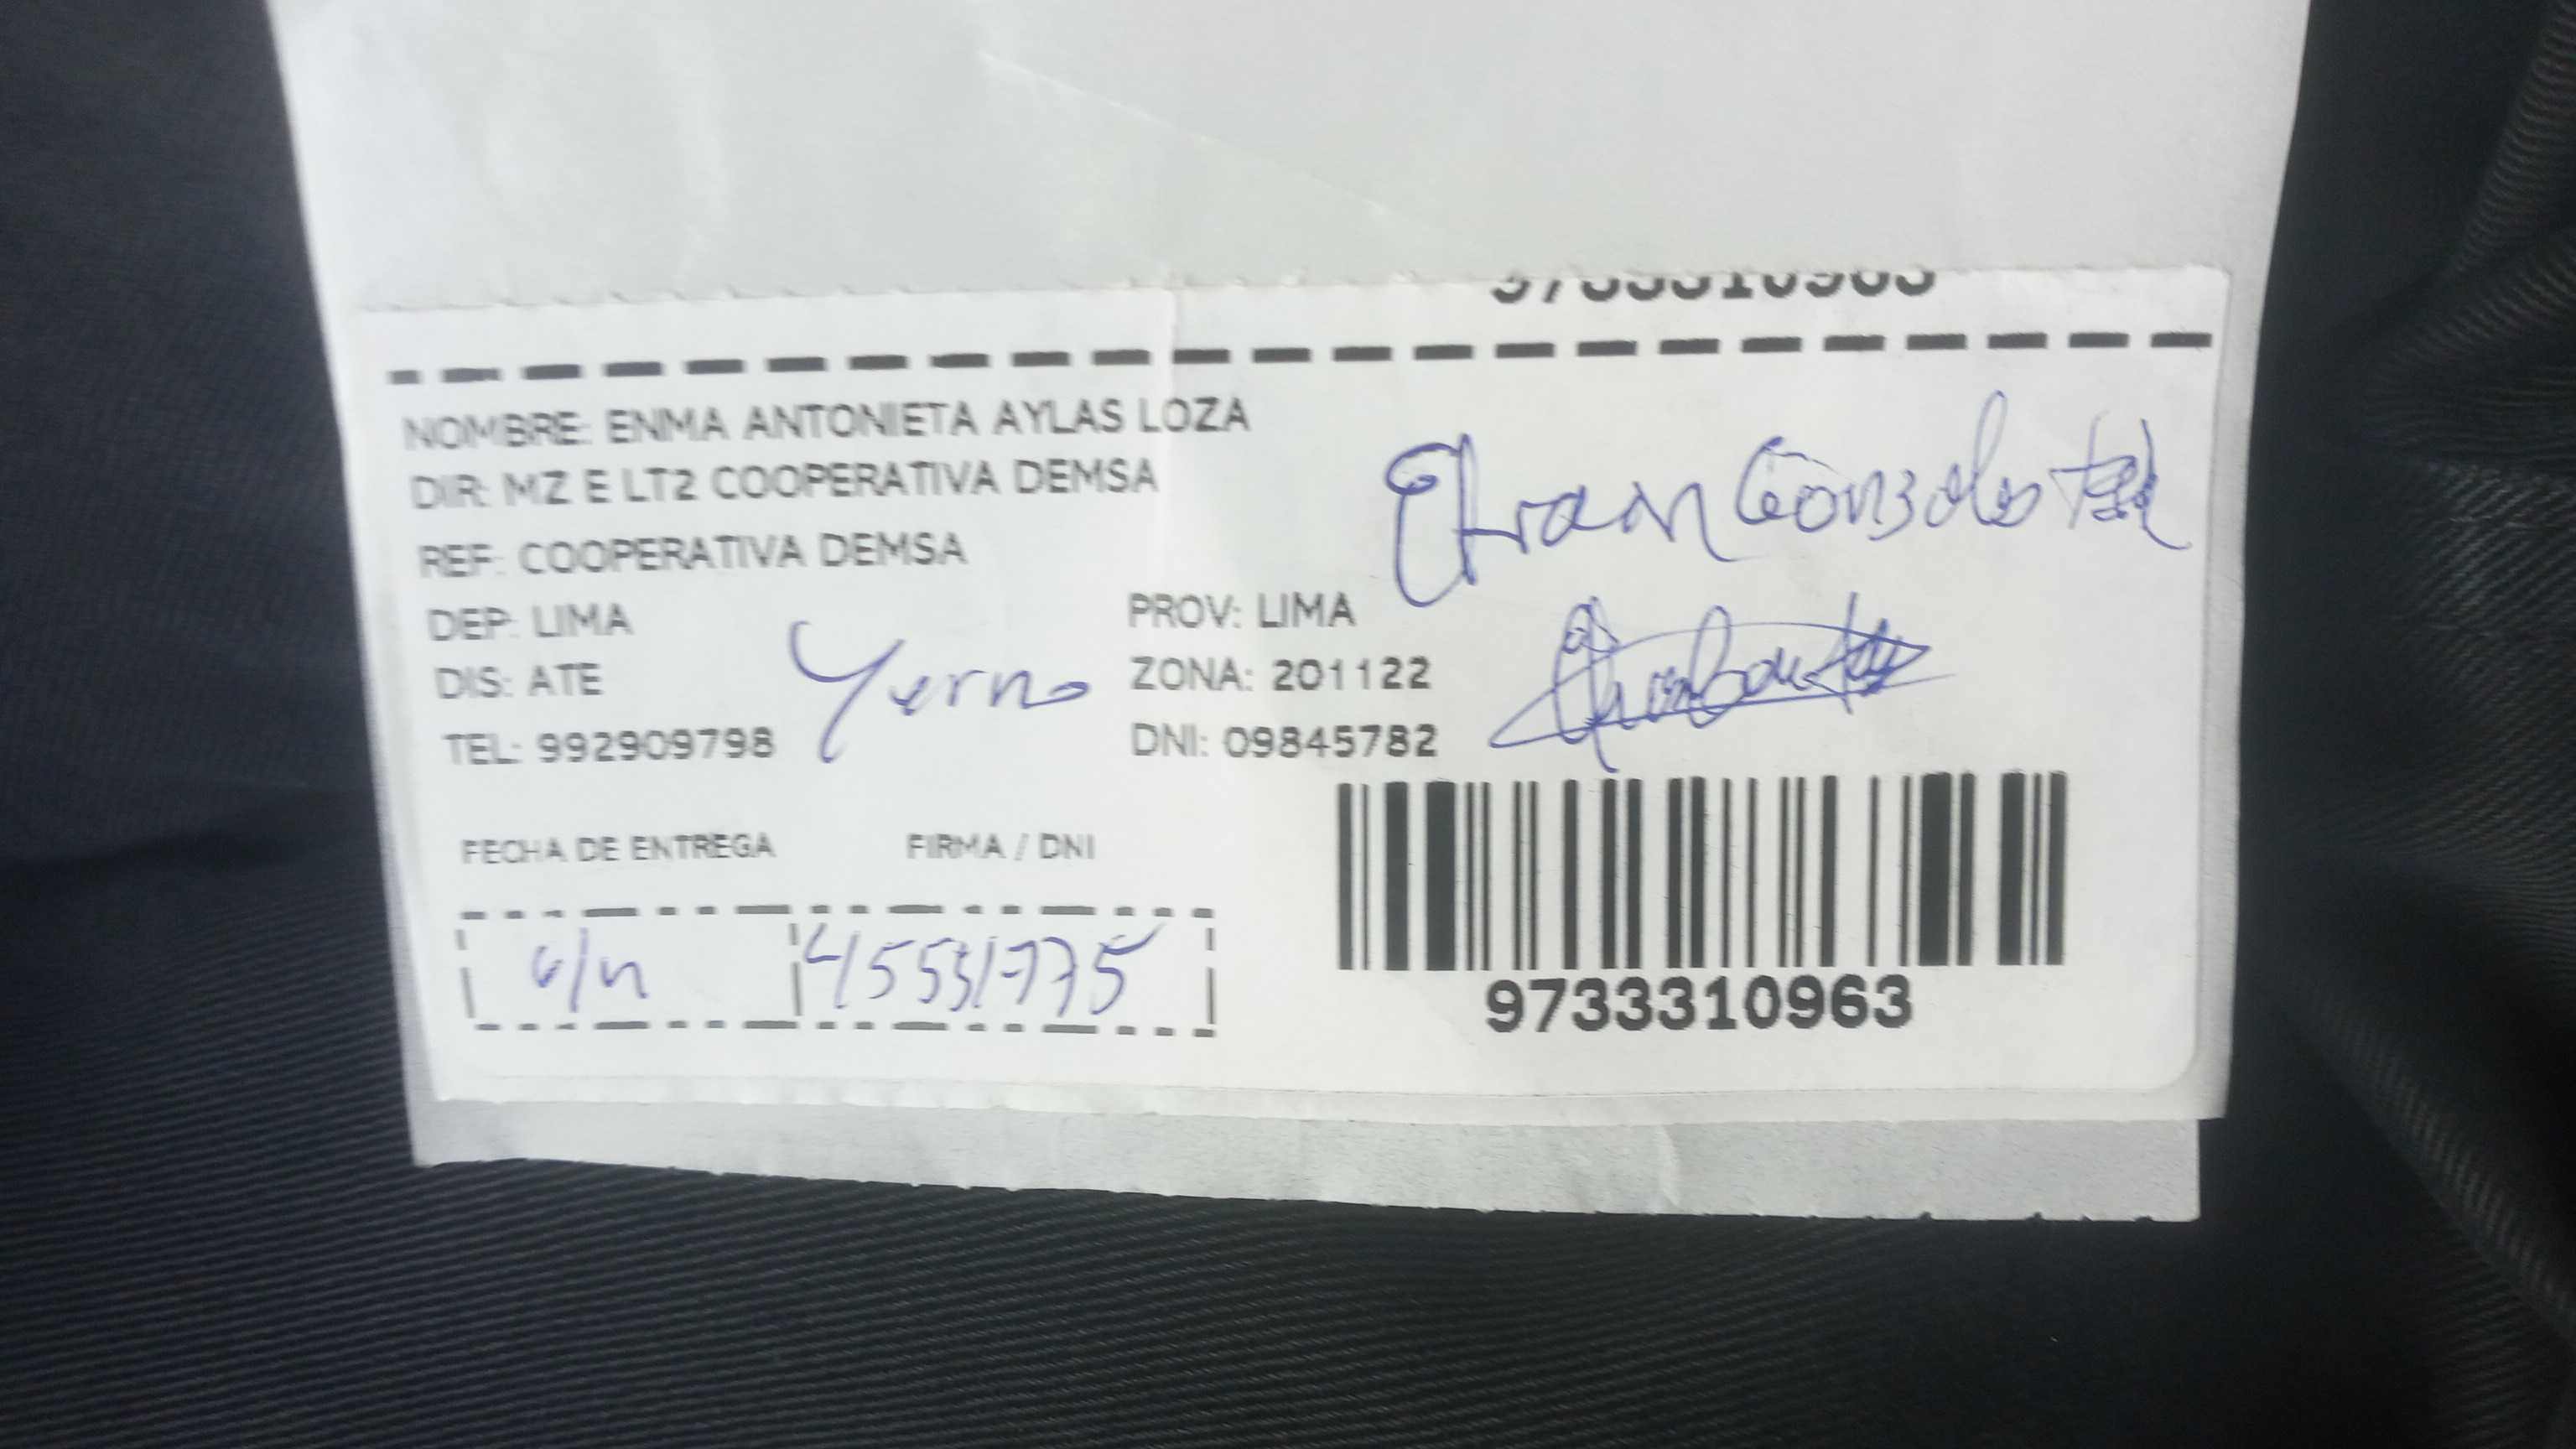 9733310963
NOMBRE: ENMA ANTONIETA AYLAS LOZA
DIR: MZ E LT2 COOPERATIVA DEMSA
REF: COOPERATIVA DEMSA
DEP: LIMA
PROV: LIMA
DIS: ATE
Yerno
ZONA: 201122
TEL: 992909798
DNI: 09845782
FECHA DE ENTREGA
FIRMA / DNI
45531775
9733310963